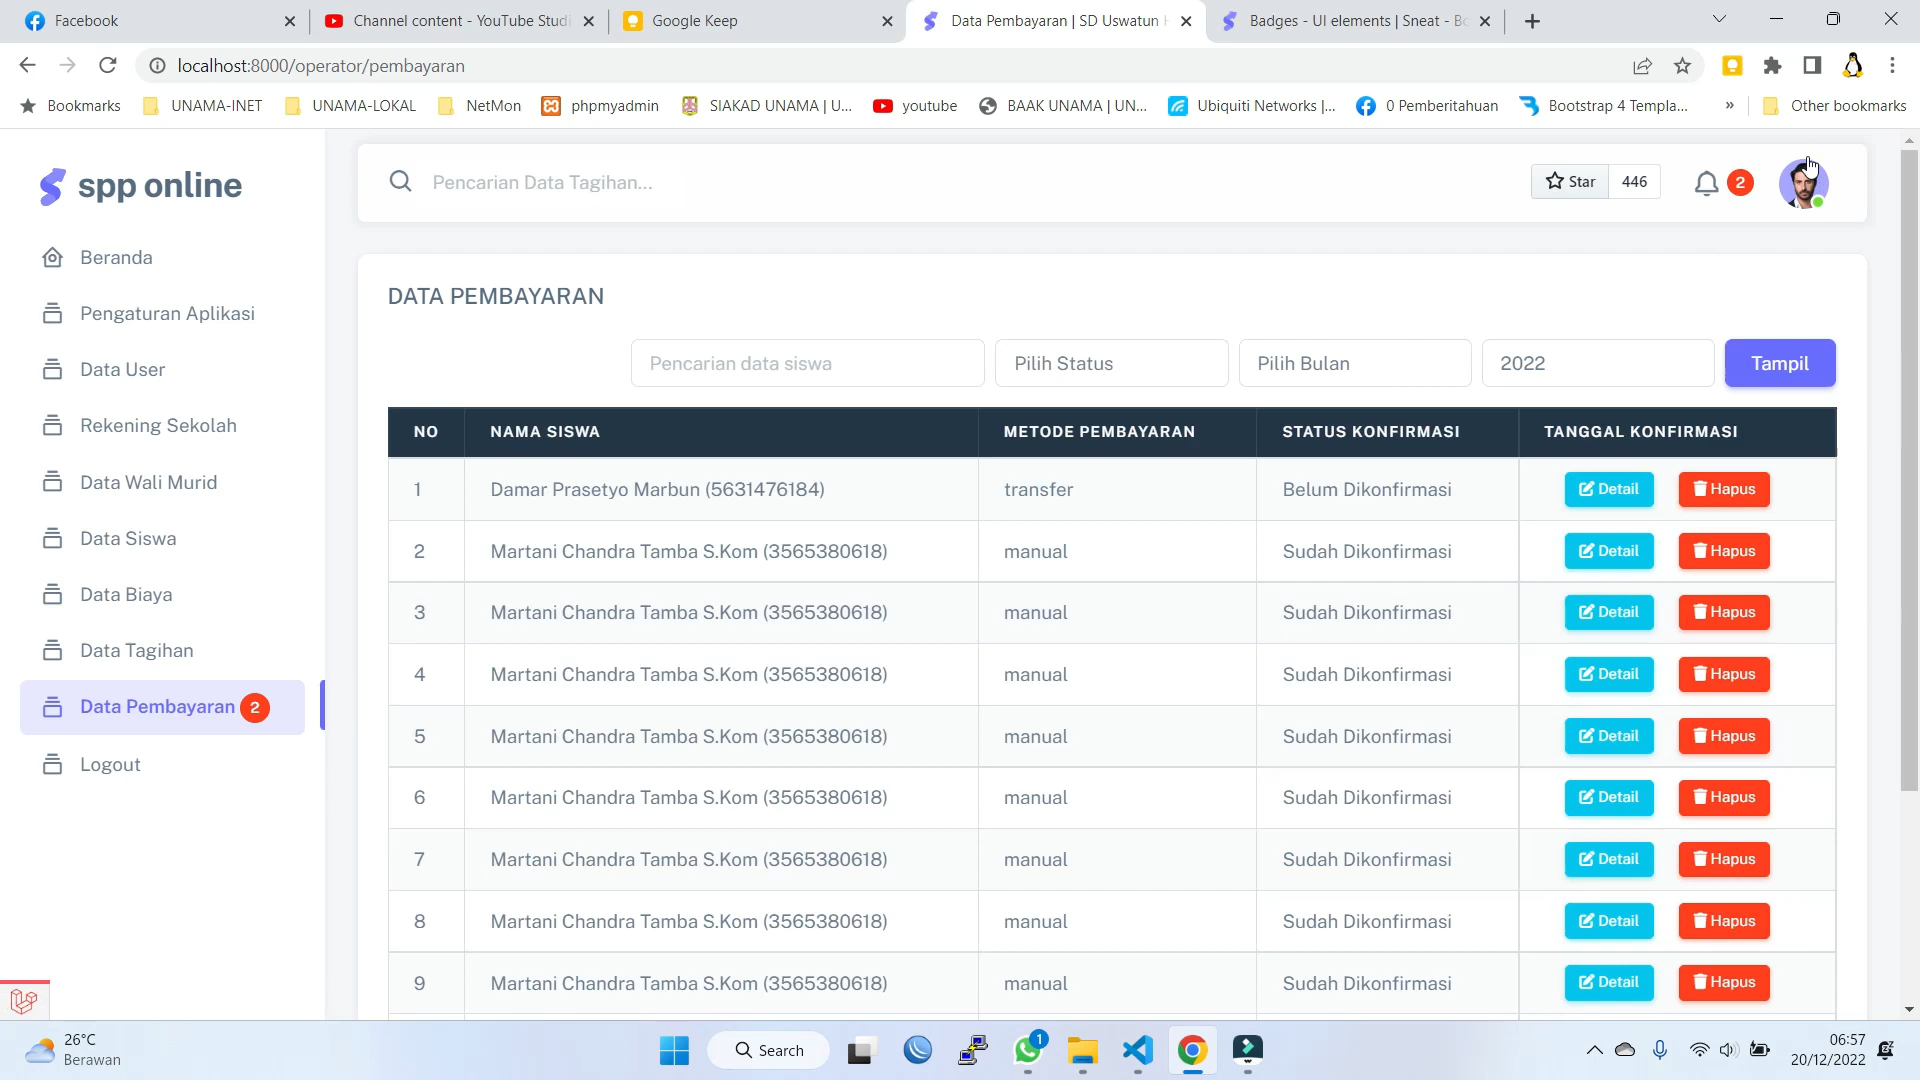 Facebook
Channel content - YouTube Studi
Google Keep
Data Pembayaran | SD Uswatun H
Badges - UI elements | Sneat - Bo
localhost:8000/operator/pembayaran
Bookmarks
UNAMA-INET
UNAMA-LOKAL
NetMon
phpmyadmin
SIAKAD UNAMA | U...
youtube
BAAK UNAMA | UN...
Ubiquiti Networks |...
0 Pemberitahuan
Bootstrap 4 Templa...
»
Other bookmarks
spp online
Pencarian Data Tagihan...
Star
446
2
Beranda
Pengaturan Aplikasi
Data User
Rekening Sekolah
Data Wali Murid
Data Siswa
Data Biaya
Data Tagihan
Data Pembayaran 2
Logout
DATA PEMBAYARAN
Pencarian data siswa
Pilih Status
Pilih Bulan
2022
Tampil
NO NAMA SISWA METODE PEMBAYARAN STATUS KONFIRMASI TANGGAL KONFIRMASI
1 Damar Prasetyo Marbun (5631476184) transfer Belum Dikonfirmasi Detail Hapus
2 Martani Chandra Tamba S.Kom (3565380618) manual Sudah Dikonfirmasi Detail Hapus
3 Martani Chandra Tamba S.Kom (3565380618) manual Sudah Dikonfirmasi Detail Hapus
4 Martani Chandra Tamba S.Kom (3565380618) manual Sudah Dikonfirmasi Detail Hapus
5 Martani Chandra Tamba S.Kom (3565380618) manual Sudah Dikonfirmasi Detail Hapus
6 Martani Chandra Tamba S.Kom (3565380618) manual Sudah Dikonfirmasi Detail Hapus
7 Martani Chandra Tamba S.Kom (3565380618) manual Sudah Dikonfirmasi Detail Hapus
8 Martani Chandra Tamba S.Kom (3565380618) manual Sudah Dikonfirmasi Detail Hapus
9 Martani Chandra Tamba S.Kom (3565380618) manual Sudah Dikonfirmasi Detail Hapus
26°C
Berawan
Search
1
06:57
20/12/2022